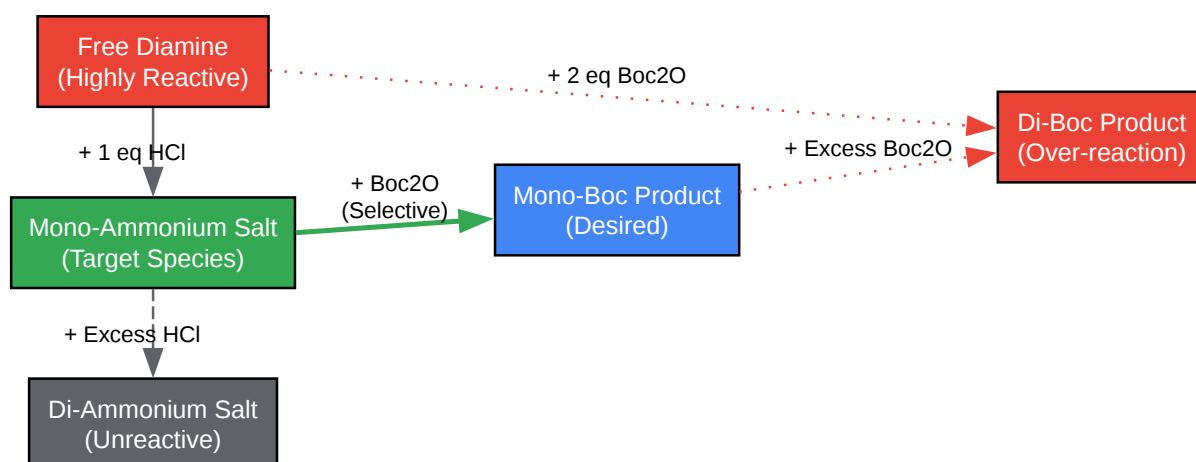 Free Diamine
(Highly Reactive)
+ 2 eq Boc2O
Di-Boc Product
(Over-reaction)
+ 1 eq HCl
+ Excess Boc2O
+ Boc2O
(Selective)
Mono-Boc Product
(Desired)
Mono-Ammonium Salt
(Target Species)
+ Excess HCl
Di-Ammonium Salt
(Unreactive)